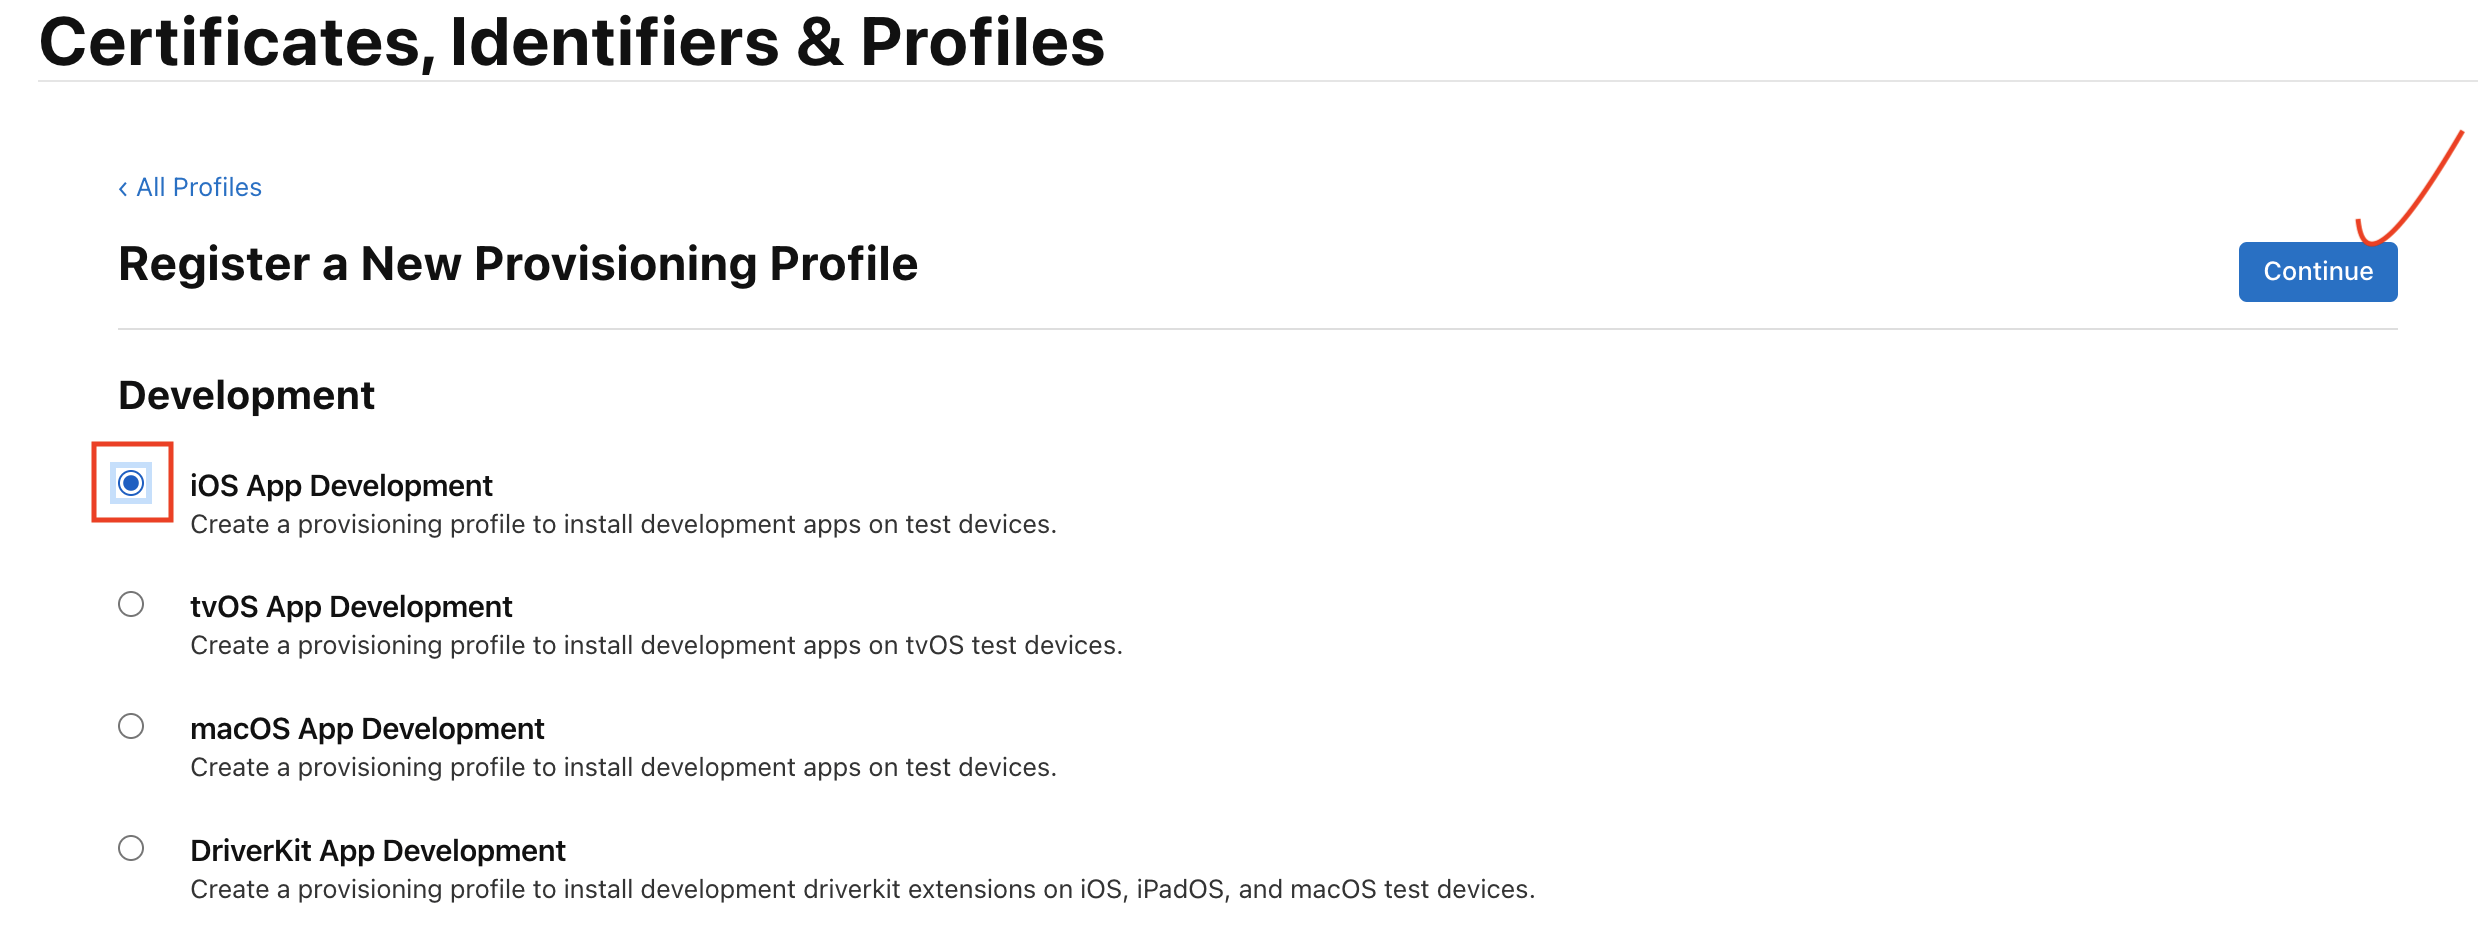 Certificates, Identifiers & Profiles
‹ All Profiles
Register a New Provisioning Profile
Continue
Development
iOS App Development
Create a provisioning profile to install development apps on test devices.
tvOS App Development
Create a provisioning profile to install development apps on tvOS test devices.
macOS App Development
Create a provisioning profile to install development apps on test devices.
DriverKit App Development
Create a provisioning profile to install development driverkit extensions on iOS, iPadOS, and macOS test devices.